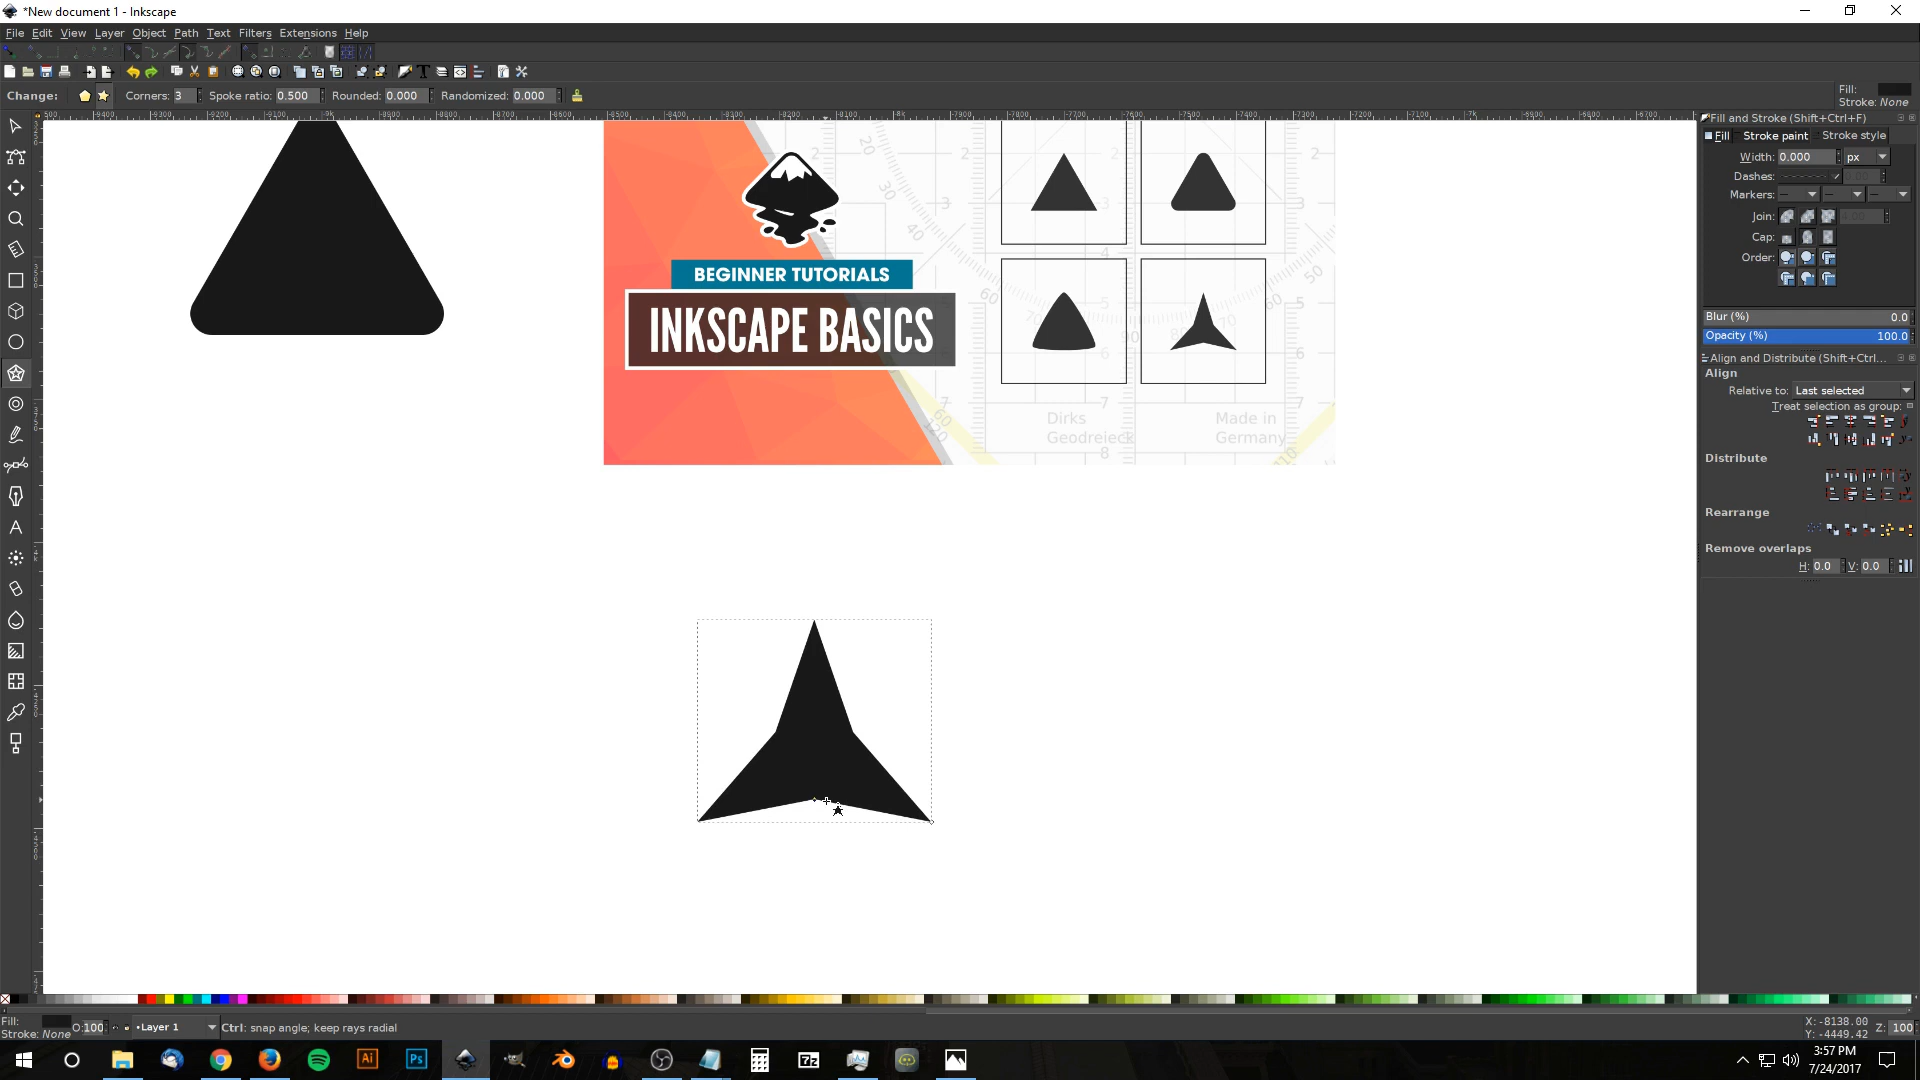 *New document 1 - Inkscape
File Edit View Layer Object Path Text Filters Extensions Help
Change: Corners: 3 Spoke ratio: 0.500 Rounded: 0.000 Randomized: 0.000
Fill:
Stroke: None
Fill and Stroke (Shift+Ctrl+F)
Fill Stroke paint Stroke style
Width: 0.000 px
Dashes:
Markers:
Join:
Cap:
Order:
Blur (%) 0.0
Opacity (%) 100.0
Align and Distribute (Shift+Ctrl...
Align
Relative to: Last selected
Treat selection as group:
Distribute
Rearrange
Remove overlaps
H: 0.0 V: 0.0
BEGINNER TUTORIALS
INKSCAPE BASICS
Dirks
Geodreieck
Made in
Germany
Fill:
Stroke: None
O: 100
•Layer 1
Ctrl: snap angle; keep rays radial
X: -8138.00
Y: -4449.42
Z: 100
Ai
Ps
7z
3:57 PM
7/24/2017